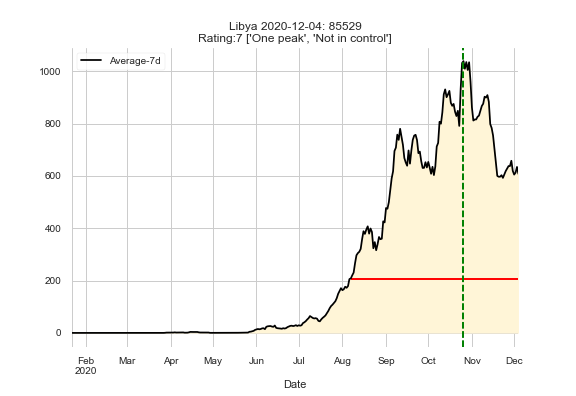 Libya 2020-12-04: 85529
Rating:7 ['One peak', 'Not in control']
Average-7d
1000
800
600
400
200
0
Feb Mar Apr May Jun Jul Aug Sep Oct Nov Dec
2020
Date